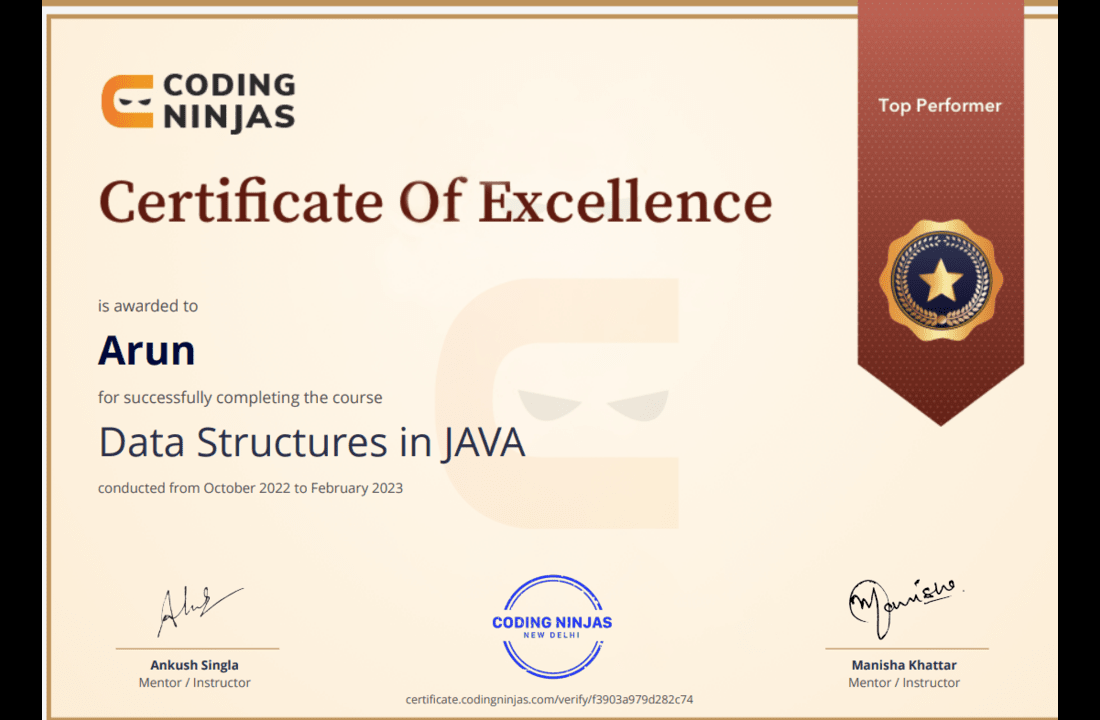 CODING
NINJAS
Top Performer
Certificate Of Excellence
is awarded to
Arun
for successfully completing the course
Data Structures in JAVA
conducted from October 2022 to February 2023
Manisha
CODING NINJAS
NEW DELHI
Ankush Singla
Mentor / Instructor
Manisha Khattar
Mentor / Instructor
certificate.codingninjas.com/verify/f3903a979d282c74